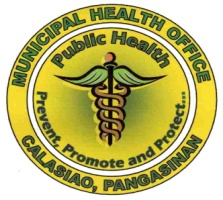 MUNICIPAL HEALTH OFFICE
Public Health
Prevent, Promote and Protect...
CALASIAO, PANGASINAN